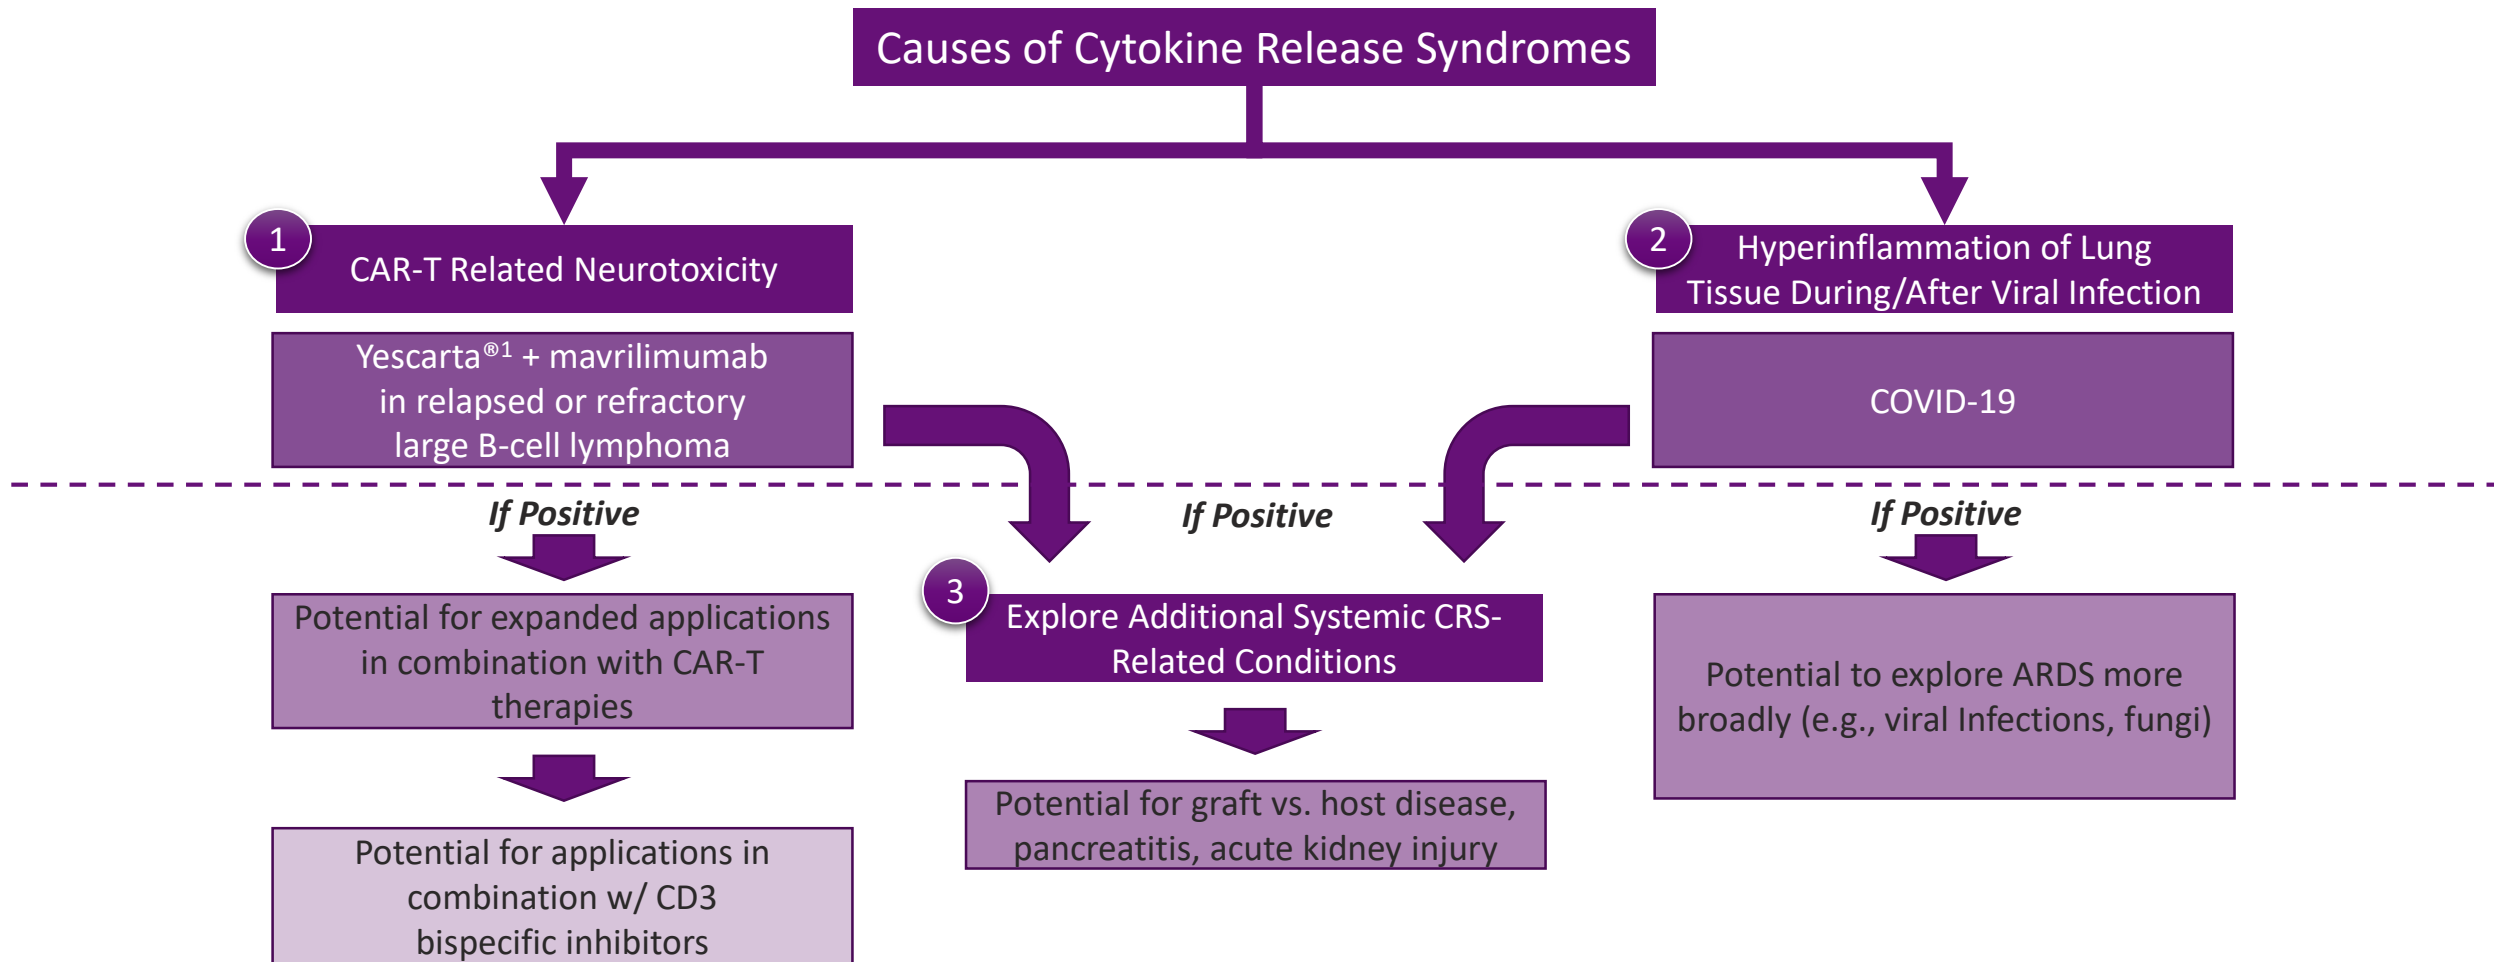 Causes of Cytokine Release Syndromes
1
CAR-T Related Neurotoxicity
Yescarta®1 + mavrilimumab
in relapsed or refractory
large B-cell lymphoma
2
Hyperinflammation of Lung
Tissue During/After Viral Infection
COVID-19
If Positive
If Positive
If Positive
Potential for expanded applications
in combination with CAR-T
therapies
Potential for applications in
combination w/ CD3
bispecific inhibitors
3
Explore Additional Systemic CRS-
Related Conditions
Potential for graft vs. host disease,
pancreatitis, acute kidney injury
Potential to explore ARDS more
broadly (e.g., viral Infections, fungi)